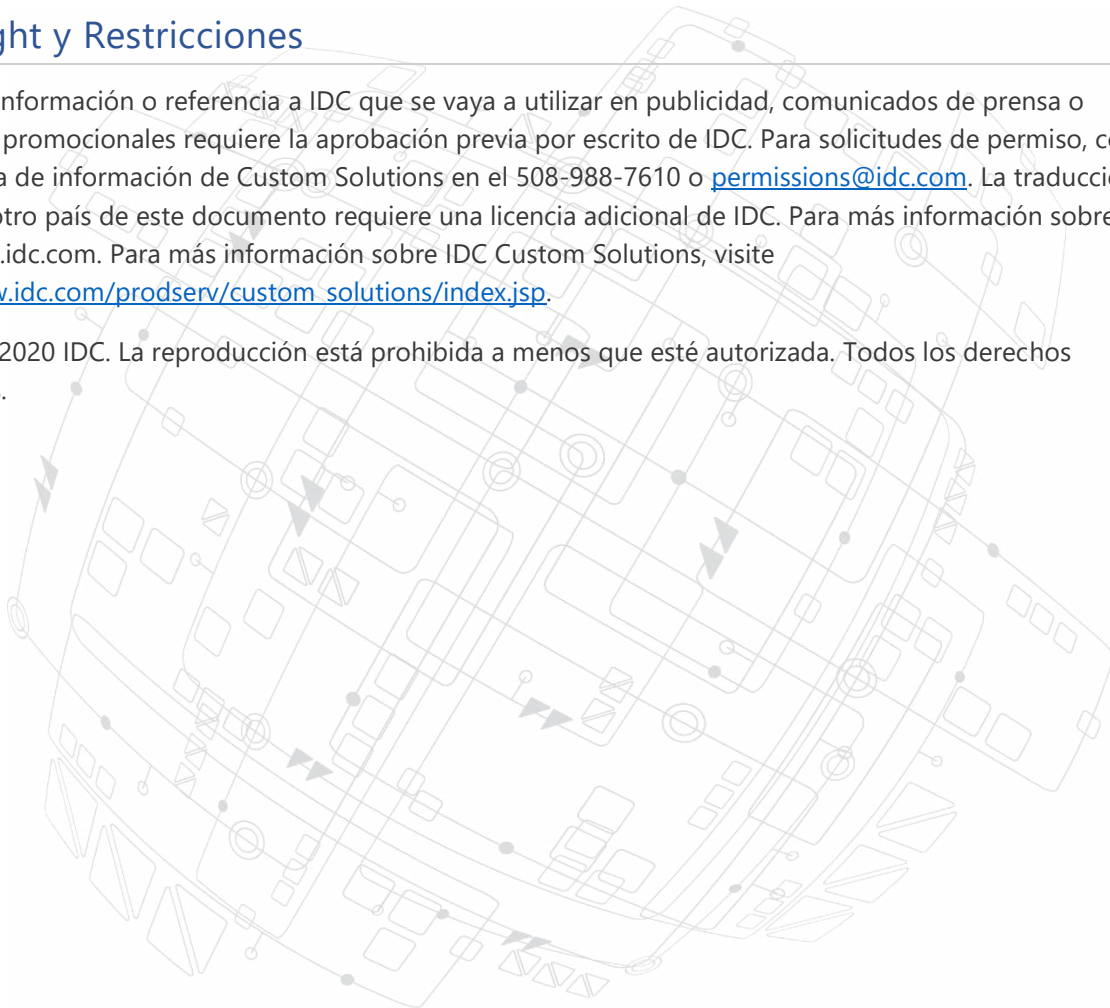 ght y Restricciones
nformación o referencia a IDC que se vaya a utilizar en publicidad, comunicados de prensa o
promocionales requiere la aprobación previa por escrito de IDC. Para solicitudes de permiso, c
a de información de Custom Solutions en el 508-988-7610 o permissions@idc.com. La traducci
otro país de este documento requiere una licencia adicional de IDC. Para más información sobre
.idc.com. Para más información sobre IDC Custom Solutions, visite
w.idc.com/prodserv/custom_solutions/index.jsp.
2020 IDC. La reproducción está prohibida a menos que esté autorizada. Todos los derechos
.